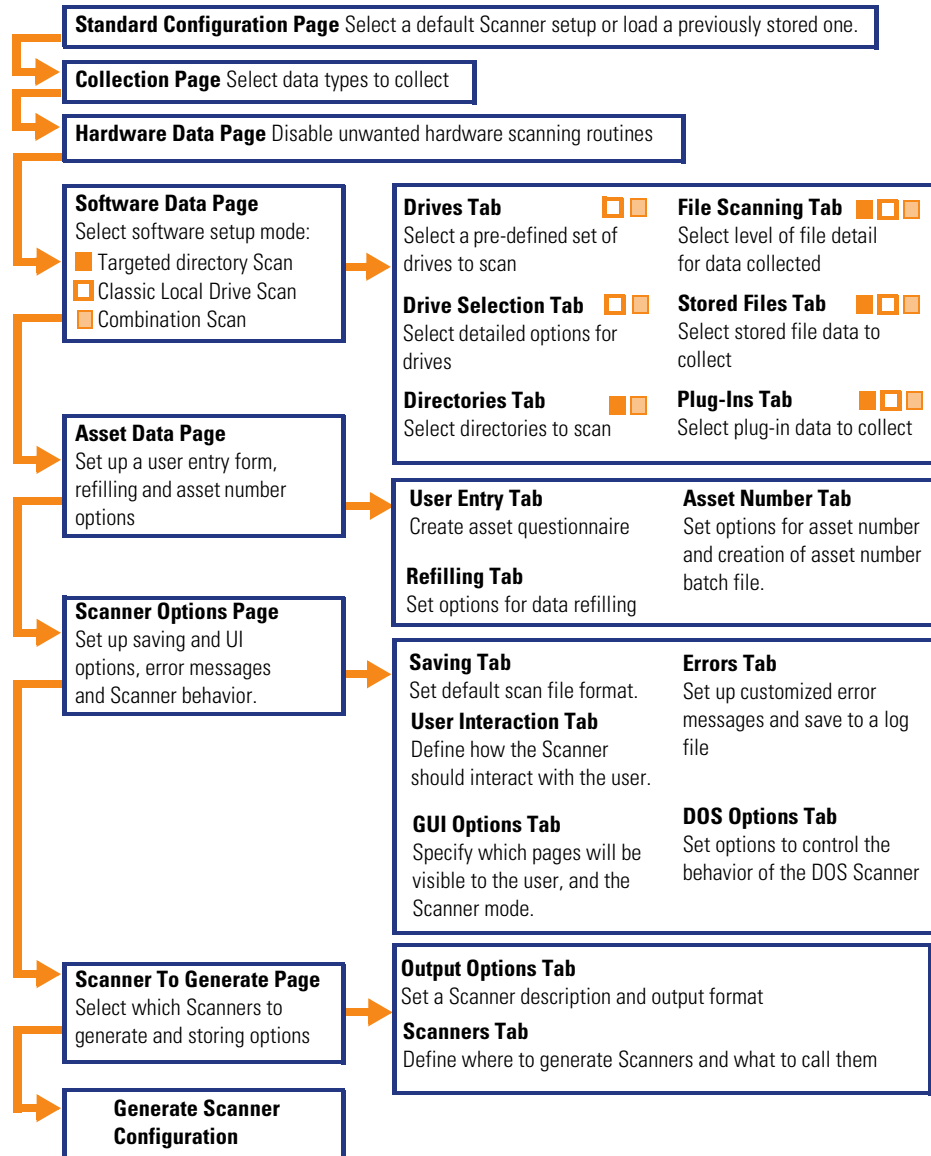 Standard Configuration Page Select a default Scanner setup or load a previously stored one.
Collection Page Select data types to collect
Hardware Data Page Disable unwanted hardware scanning routines
Software Data Page
Select software setup mode:
Targeted directory Scan
Classic Local Drive Scan
Combination Scan
Drives Tab
Select a pre-defined set of
drives to scan
Drive Selection Tab
Select detailed options for
drives
Directories Tab
Select directories to scan
File Scanning Tab
Select level of file detail
for data collected
Stored Files Tab
Select stored file data to
collect
Plug-Ins Tab
Select plug-in data to collect
Asset Data Page
Set up a user entry form,
refilling and asset number
options
User Entry Tab
Create asset questionnaire
Refilling Tab
Set options for data refilling
Asset Number Tab
Set options for asset number
and creation of asset number
batch file.
Scanner Options Page
Set up saving and UI
options, error messages
and Scanner behavior.
Saving Tab
Set default scan file format.
User Interaction Tab
Define how the Scanner
should interact with the user.
GUI Options Tab
Specify which pages will be
visible to the user, and the
Scanner mode.
Errors Tab
Set up customized error
messages and save to a log
file
DOS Options Tab
Set options to control the
behavior of the DOS Scanner
Scanner To Generate Page
Select which Scanners to
generate and storing options
Output Options Tab
Set a Scanner description and output format
Scanners Tab
Define where to generate Scanners and what to call them
Generate Scanner
Configuration